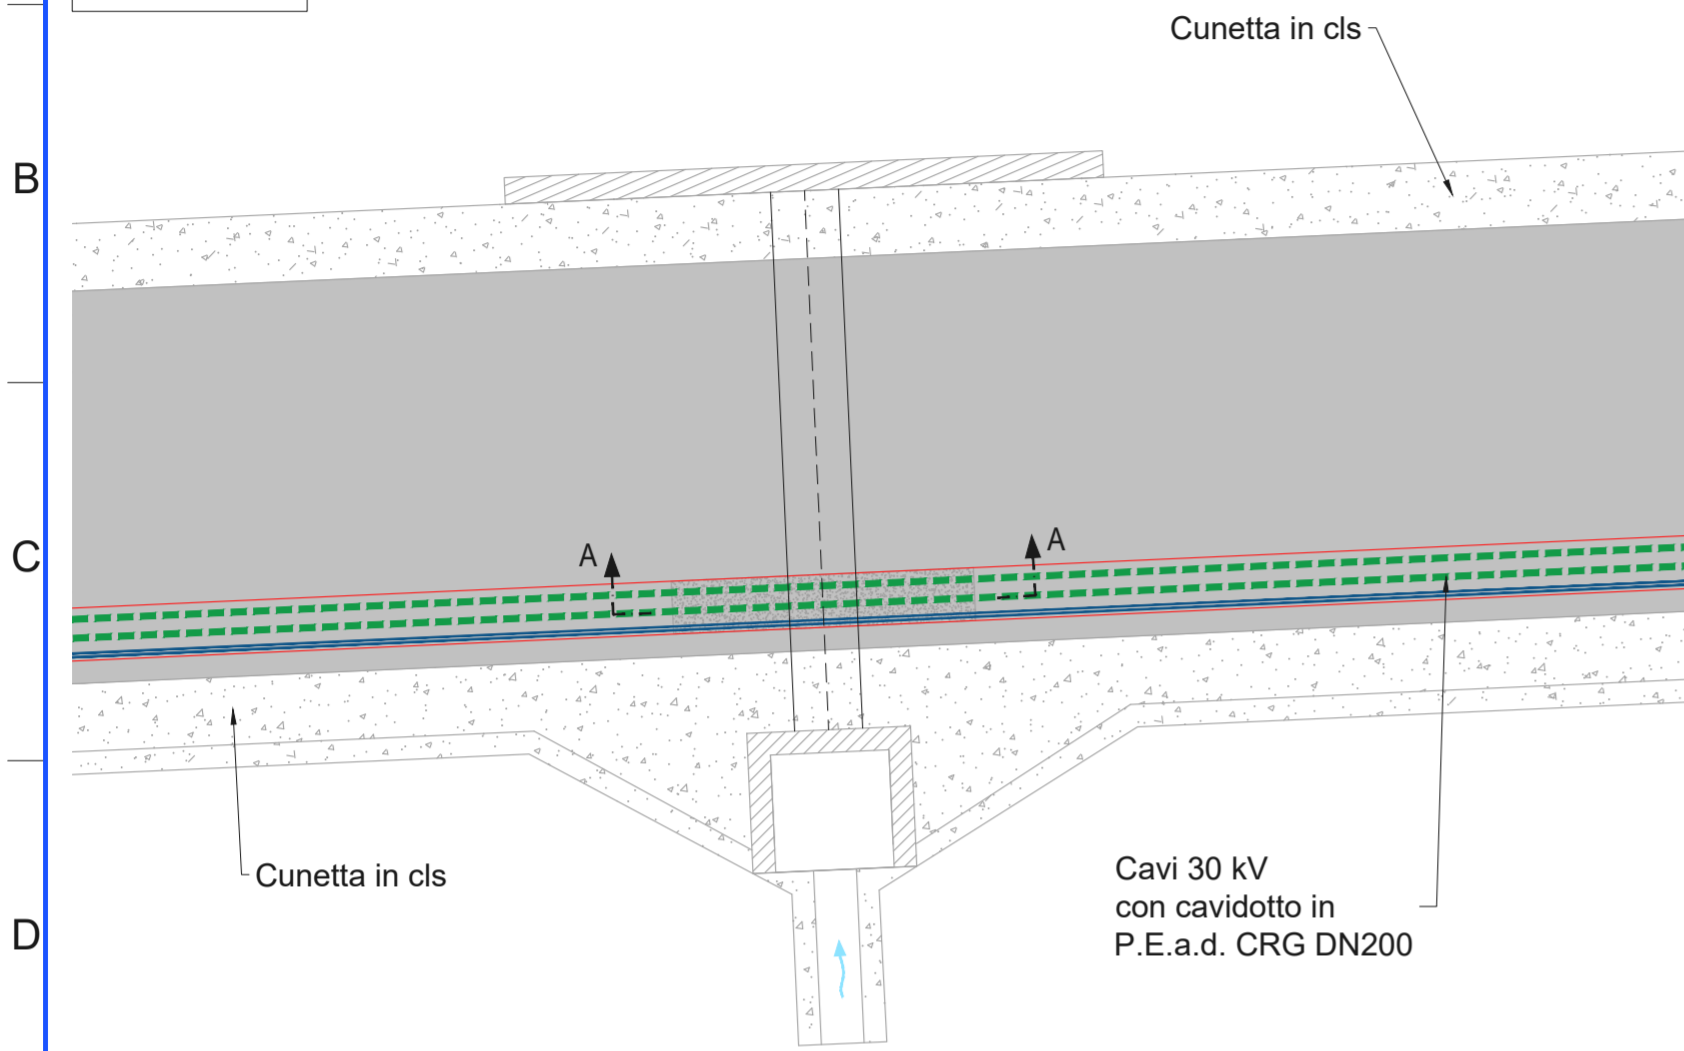 Cunetta in cls
B
A
A
C
Cunetta in cls
Cavi 30 kV
con cavidotto in
P.E.a.d. CRG DN200
D